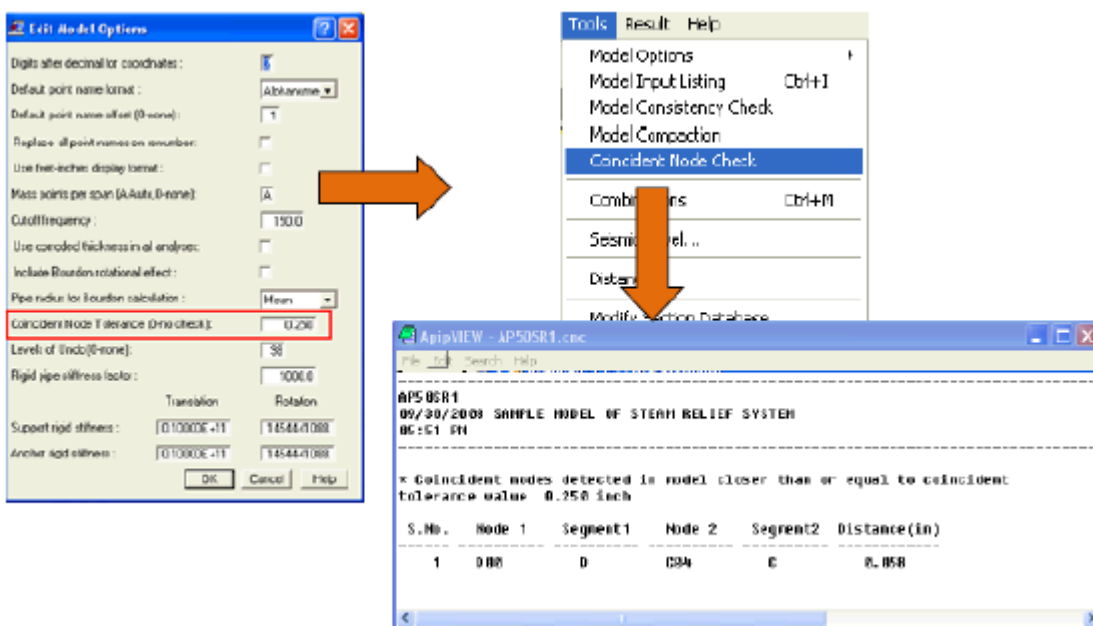 Edit Model Options
Digits after decimal for coordinates :
Default point name format : Alphanume
Default point name offset (0-none): 1
Replace all point names on renumber:
Use feet-inches display format :
Mass points per span (A-Auto,0-none): A
Cutoff frequency :
Use corroded thickness in all analyses:
Include Bourdon rotational effect :
Pipe radius for Bourdon calculation : Mean
Coincident Node Tolerance (0-no check): 0.250
Levels of Undo(0-none):
Rigid pipe stiffness factor : 1000.0
Translation Rotation
Support rigid stiffness :
Anchor rigid stiffness :
OK Cancel Help
Tools Result Help
Model Options
Model Input Listing Ctrl+I
Model Consistency Check
Model Compaction
Coincident Node Check
Ctrl+M
ApipVIEW - AP50SR1.cnc
File Edit Search Help
AP50SR1
09/30/2008 SAMPLE MODEL OF STEAM RELIEF SYSTEM
05:51 PM
* Coincident nodes detected in model closer than or equal to coincident
tolerance value 0.250 inch
S.No. Node 1 Segment1 Node 2 Segment2 Distance(in)
1 D00 D C04 C